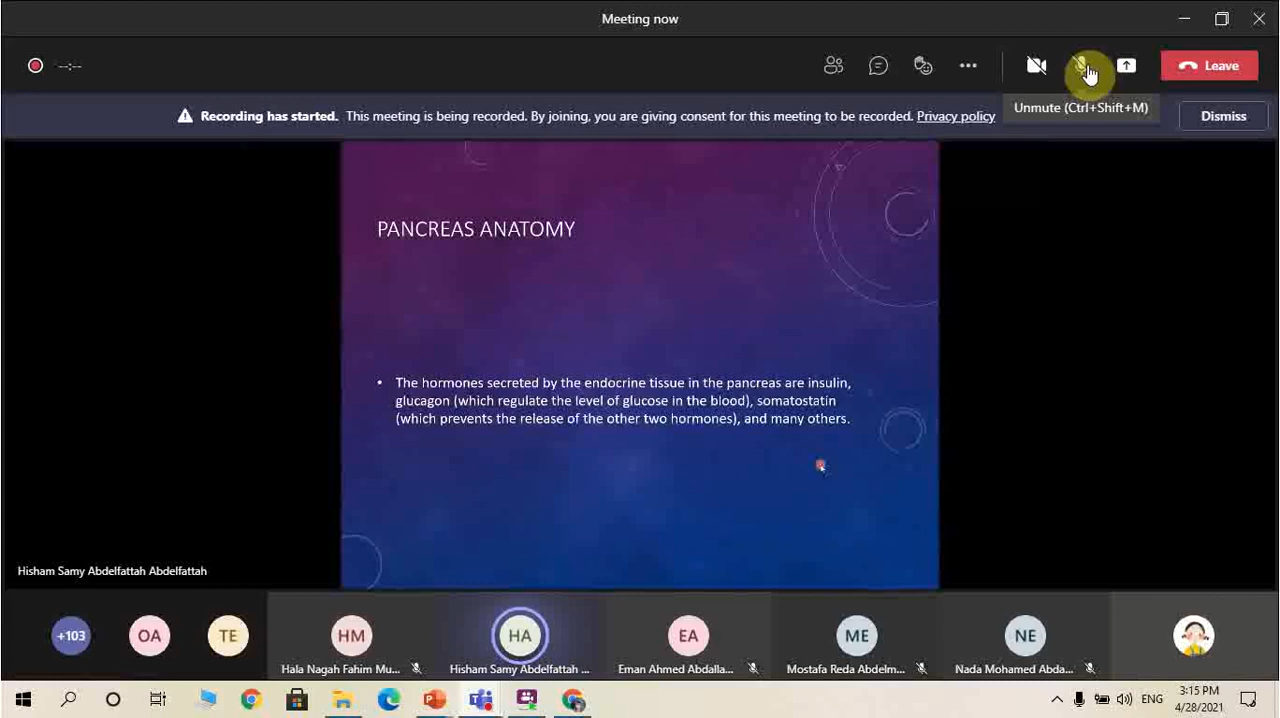 Meeting now
--:--
Leave
Recording has started. This meeting is being recorded. By joining, you are giving consent for this meeting to be recorded. Privacy policy
Unmute (Ctrl+Shift+M)
Dismiss
PANCREAS ANATOMY
• The hormones secreted by the endocrine tissue in the pancreas are insulin,
glucagon (which regulate the level of glucose in the blood), somatostatin
(which prevents the release of the other two hormones), and many others.
Hisham Samy Abdelfattah Abdelfattah
+103
OA
TE
HM
HA
EA
ME
NE
Hala Nagah Fahim Mu...
Hisham Samy Abdelfattah ...
Eman Ahmed Abdalla...
Mostafa Reda Abdelm...
Nada Mohamed Abda...
ENG
3:15 PM
4/28/2021